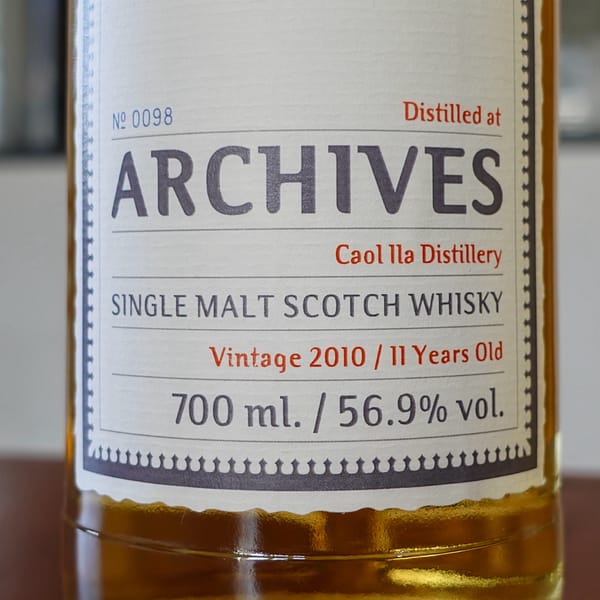 Nº 0098 Distilled at
ARCHIVES
Caol Ila Distillery
SINGLE MALT SCOTCH WHISKY
Vintage 2010 / 11 Years Old
700 ml. / 56.9% vol.